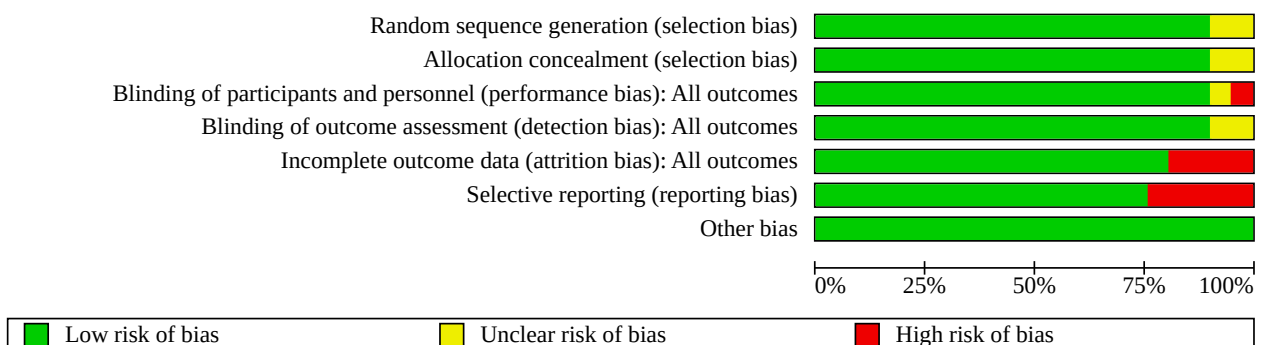 Random sequence generation (selection bias)
Allocation concealment (selection bias)
Blinding of participants and personnel (performance bias): All outcomes
Blinding of outcome assessment (detection bias): All outcomes
Incomplete outcome data (attrition bias): All outcomes
Selective reporting (reporting bias)
Other bias
0% 25% 50% 75% 100%
Low risk of bias Unclear risk of bias High risk of bias